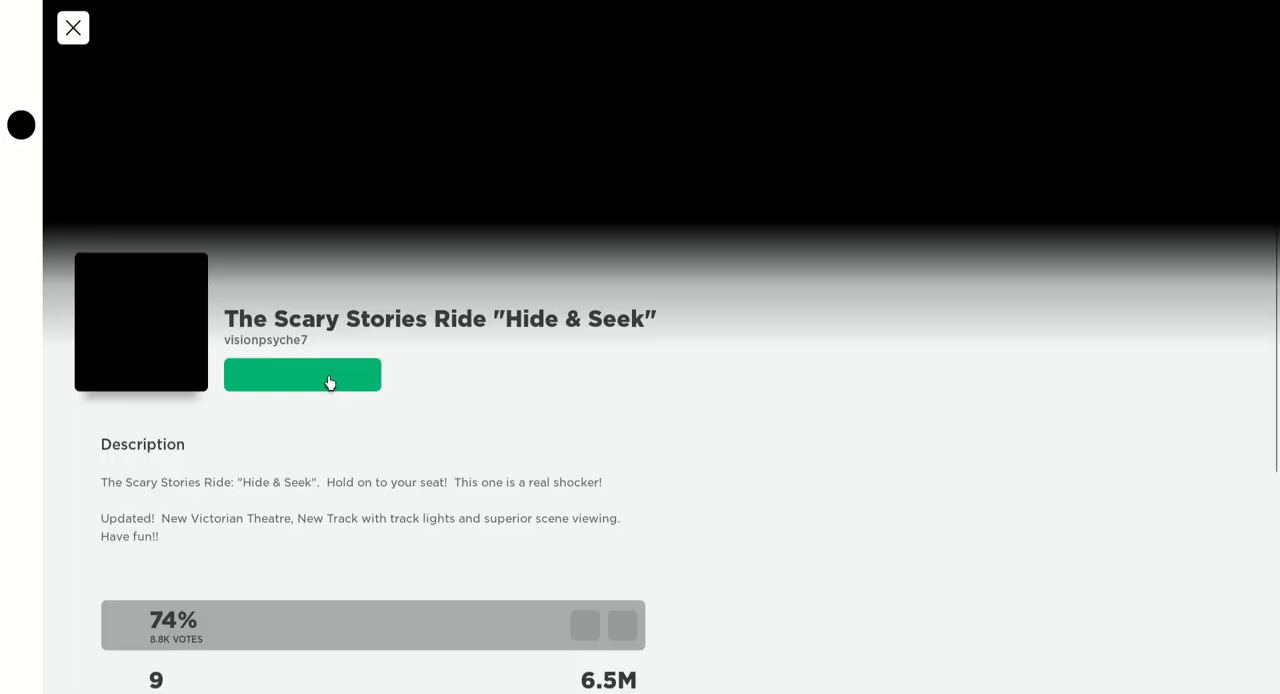 The Scary Stories Ride "Hide & Seek"
visionpsyche7
Description
The Scary Stories Ride: "Hide & Seek".  Hold on to your seat!  This one is a real shocker!
Updated!  New Victorian Theatre, New Track with track lights and superior scene viewing.
Have fun!!
74%
8.8K VOTES
9 6.5M